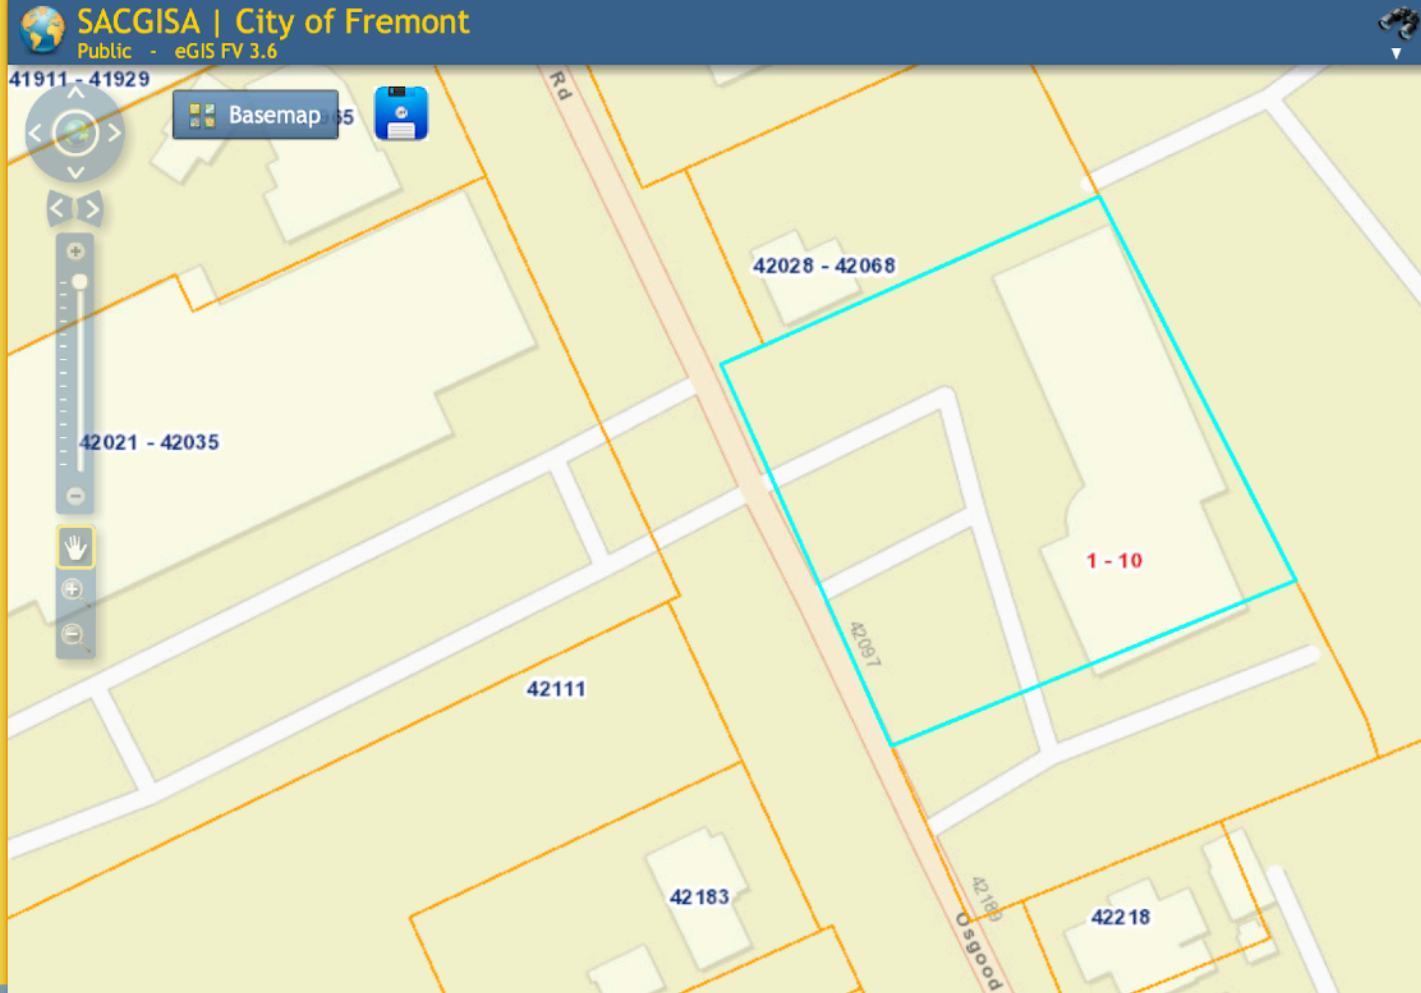 SACGISA | City of Fremont
Public - eGIS FV 3.6
41911 - 41929
Rd
Basemap
65
42028 - 42068
42021 - 42035
1 - 10
42097
42111
42183
42189
42218
Osgood